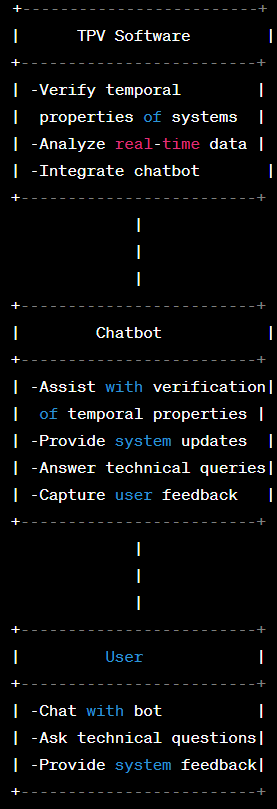 +-------------------------+
|      TPV Software        |
+-------------------------+
| -Verify temporal        |
|  properties of systems  |
| -Analyze real-time data |
| -Integrate chatbot       |
+-------------------------+
|
|
|
+-------------------------+
|        Chatbot           |
+-------------------------+
| -Assist with verification|
|  of temporal properties |
| -Provide system updates  |
| -Answer technical queries|
| -Capture user feedback   |
+-------------------------+
|
|
|
+-------------------------+
|         User            |
+-------------------------+
| -Chat with bot          |
| -Ask technical questions|
| -Provide system feedback|
+-------------------------+